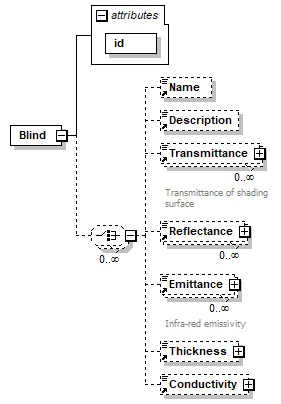 attributes
id
Blind
0..∞
Name
Description
Transmittance
0..∞
Transmittance of shading
surface
Reflectance
0..∞
Emittance
0..∞
Infra-red emissivity
Thickness
Conductivity